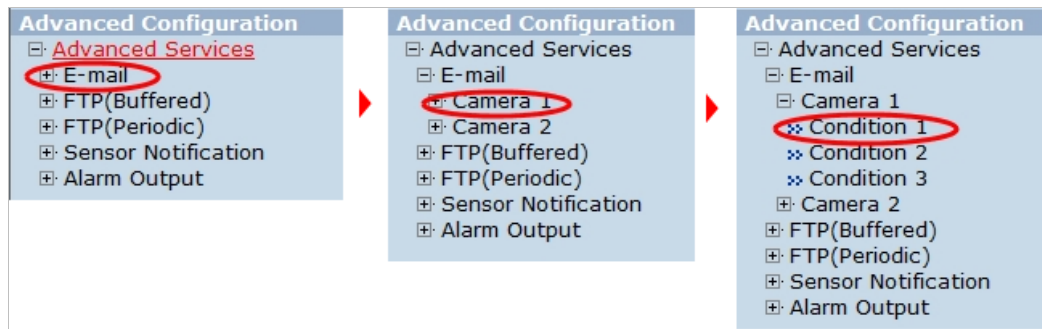 Advanced Configuration
Advanced Services
E-mail
FTP(Buffered)
FTP(Periodic)
Sensor Notification
Alarm Output
Advanced Configuration
Advanced Services
E-mail
Camera 1
Camera 2
FTP(Buffered)
FTP(Periodic)
Sensor Notification
Alarm Output
Advanced Configuration
Advanced Services
E-mail
Camera 1
Condition 1
Condition 2
Condition 3
Camera 2
FTP(Buffered)
FTP(Periodic)
Sensor Notification
Alarm Output